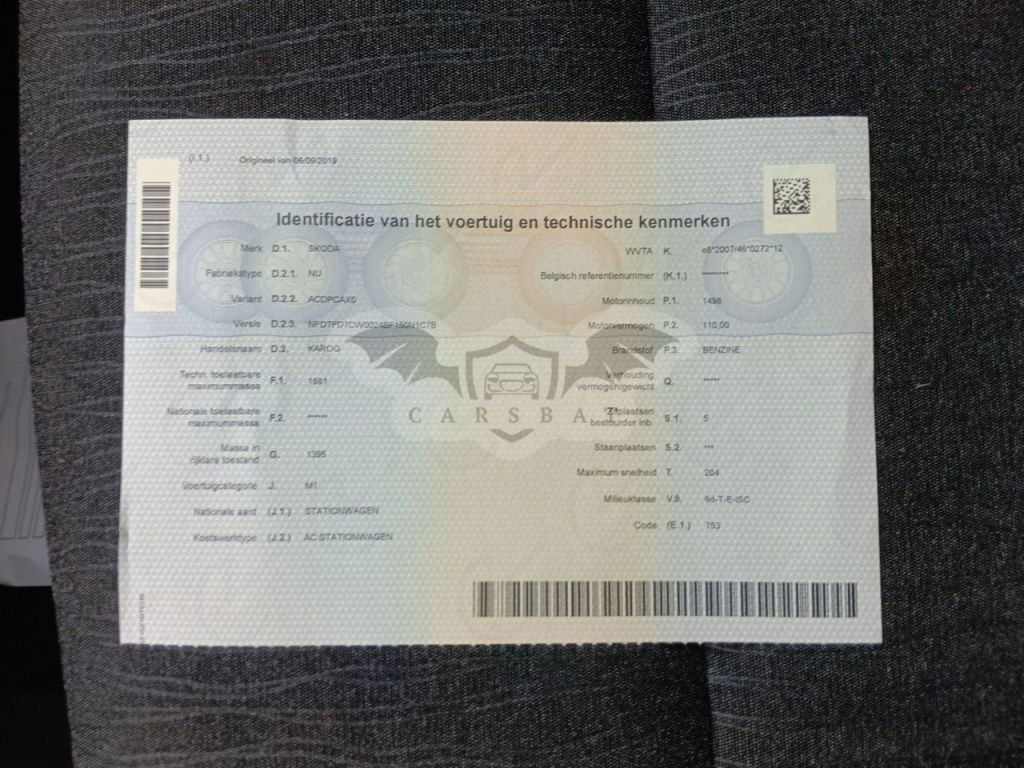 (I.1.) Origineel van 06/09/2019
Identificatie van het voertuig en technische kenmerken
Merk D.1. SKODA
Fabriekstype D.2.1. NU
Variant D.2.2. ACDPCAX0
Versie D.2.3. NFD7FD7CW0024BF150N1C7B
Handelsnaam D.3. KAROQ
Techn. toelaatbare
maximummassa F.1. 1881
Nationale toelaatbare
maximummassa F.2. ******
Massa in
rijklare toestand G. 1395
Voertuigcategorie J. M1
Nationale aard (J.1.) STATIONWAGEN
Koetswerktype (J.2.) AC STATIONWAGEN
WVTA K. e8*2007/46*0272*12
Belgisch referentienummer (K.1.) ********
Motorinhoud P.1. 1498
Motorvermogen P.2. 110,00
Brandstof P.3. BENZINE
Verhouding
vermogen/gewicht Q. *****
Zitplaatsen
bestuurder inb. S.1. 5
Staanplaatsen S.2. ***
Maximum snelheid T. 204
Milieuklasse V.9. 6d-T-E-ISC
Code (E.1.) 753
CARSBAT